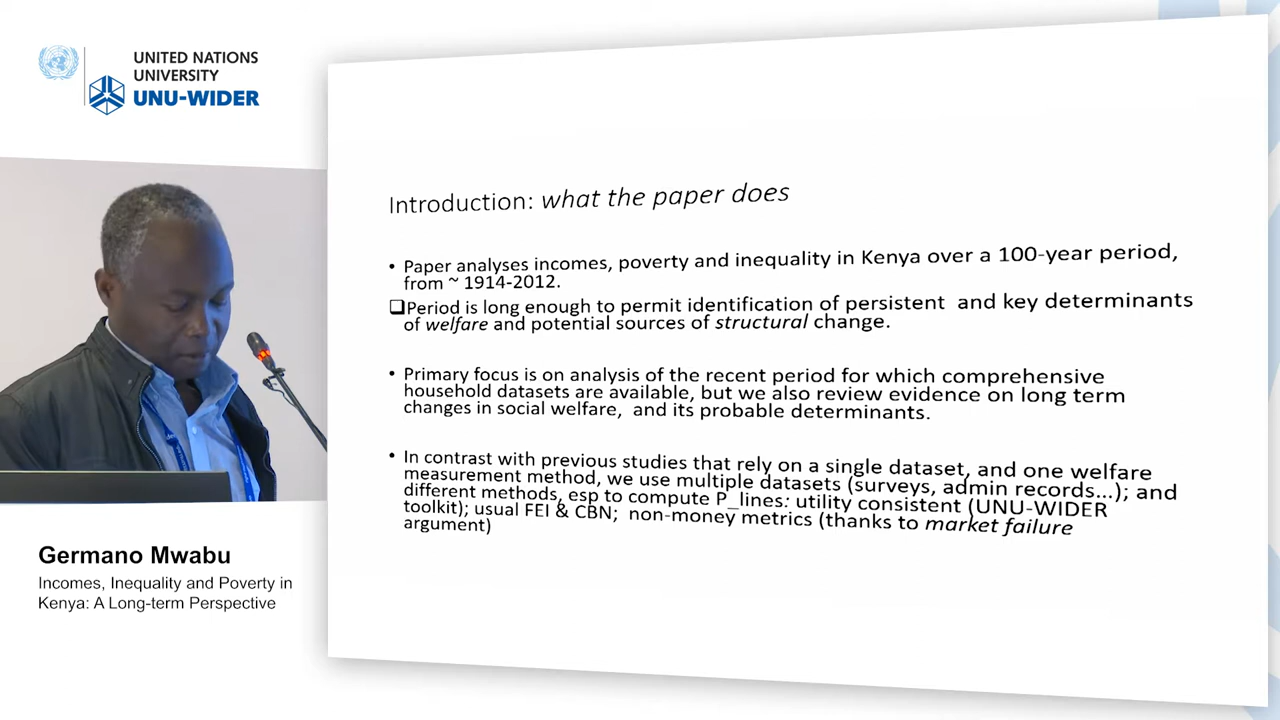 UNITED NATIONS
UNIVERSITY
UNU-WIDER
Introduction: what the paper does
• Paper analyses incomes, poverty and inequality in Kenya over a 100-year period,
from ~ 1914-2012.
❑Period is long enough to permit identification of persistent and key determinants
of welfare and potential sources of structural change.
• Primary focus is on analysis of the recent period for which comprehensive
household datasets are available, but we also review evidence on long term
changes in social welfare, and its probable determinants.
• In contrast with previous studies that rely on a single dataset, and one welfare
measurement method, we use multiple datasets (surveys, admin records...); and
different methods, esp to compute P_lines: utility consistent (UNU-WIDER
toolkit); usual FEI & CBN; non-money metrics (thanks to market failure
argument)
Germano Mwabu
Incomes, Inequality and Poverty in
Kenya: A Long-term Perspective